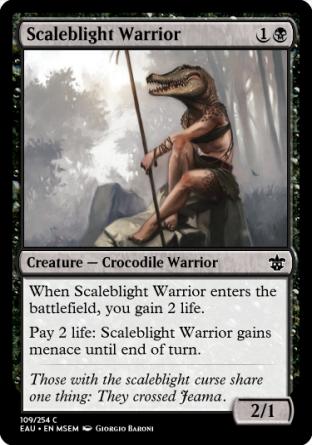 Scaleblight Warrior 1
Creature — Crocodile Warrior
When Scaleblight Warrior enters the
battlefield, you gain 2 life.
Pay 2 life: Scaleblight Warrior gains
menace until end of turn.
Those with the scaleblight curse share
one thing: They crossed Jeama.
109/254 C
EAU • EN MSEM Giorgio Baroni
2/1